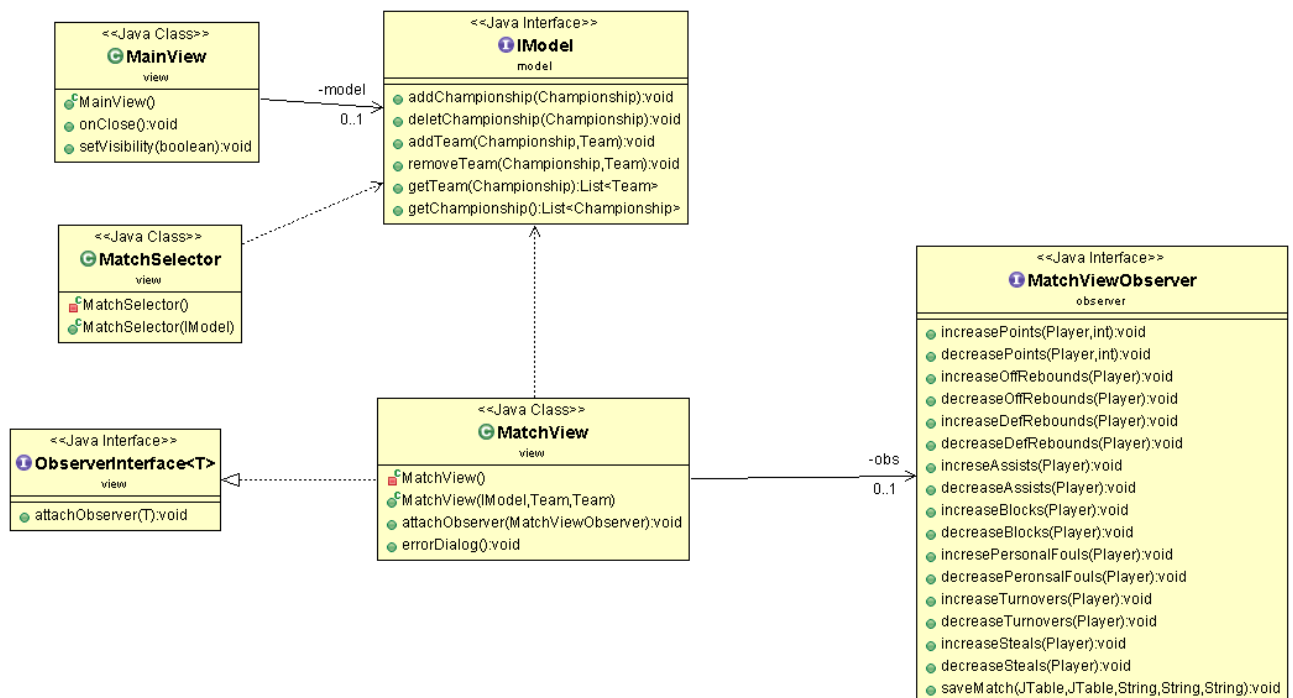 <<Java Class>>
MainView
view
MainView()
onClose():void
setVisibility(boolean):void
-model
0..1
<<Java Interface>>
IModel
model
addChampionship(Championship):void
deletChampionship(Championship):void
addTeam(Championship,Team):void
removeTeam(Championship,Team):void
getTeam(Championship):List<Team>
getChampionship():List<Championship>
<<Java Class>>
MatchSelector
view
MatchSelector()
MatchSelector(IModel)
<<Java Interface>>
ObserverInterface<T>
view
attachObserver(T):void
<<Java Class>>
MatchView
view
MatchView()
MatchView(IModel,Team,Team)
attachObserver(MatchViewObserver):void
errorDialog():void
-obs
0..1
<<Java Interface>>
MatchViewObserver
observer
increasePoints(Player,int):void
decreasePoints(Player,int):void
increaseOffRebounds(Player):void
decreaseOffRebounds(Player):void
increaseDefRebounds(Player):void
decreaseDefRebounds(Player):void
increseAssists(Player):void
decreaseAssists(Player):void
increaseBlocks(Player):void
decreaseBlocks(Player):void
incresePersonalFouls(Player):void
decreasePeronsalFouls(Player):void
increaseTurnovers(Player):void
decreaseTurnovers(Player):void
increaseSteals(Player):void
decreaseSteals(Player):void
saveMatch(JTable,JTable,String,String,String):void